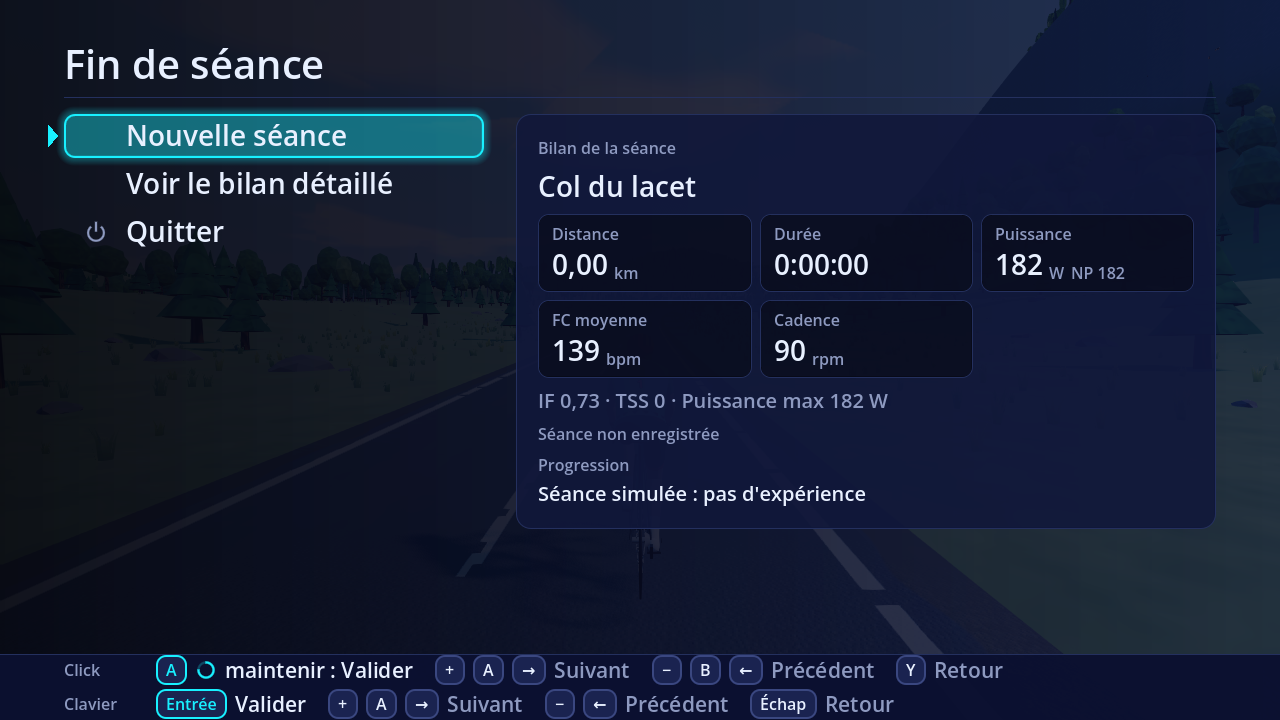 Fin de séance
Nouvelle séance
Voir le bilan détaillé
Quitter
Bilan de la séance
Col du lacet
Distance
0,00 km
Durée
0:00:00
Puissance
182 W NP 182
FC moyenne
139 bpm
Cadence
90 rpm
IF 0,73 · TSS 0 · Puissance max 182 W
Séance non enregistrée
Progression
Séance simulée : pas d'expérience
Click A maintenir : Valider + A → Suivant − B ← Précédent Y Retour
Clavier Entrée Valider + A → Suivant − ← Précédent Échap Retour